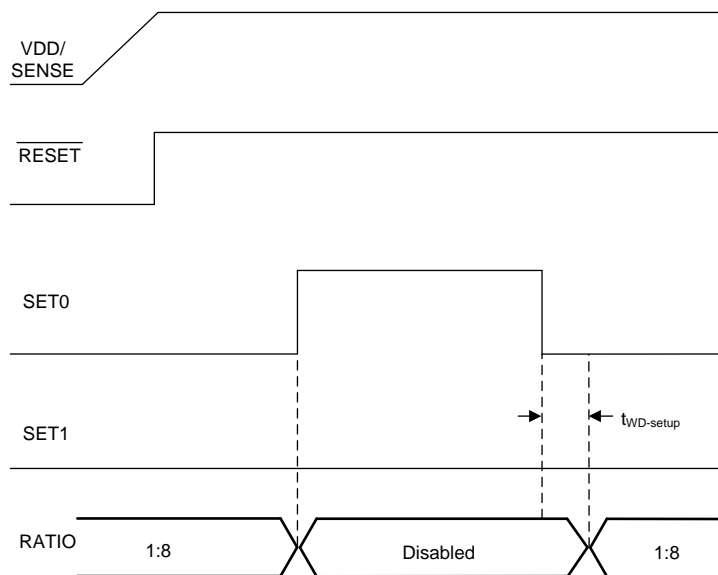 VDD/
SENSE
RESET
SET0
SET1
tWD-setup
RATIO
1:8
Disabled
1:8